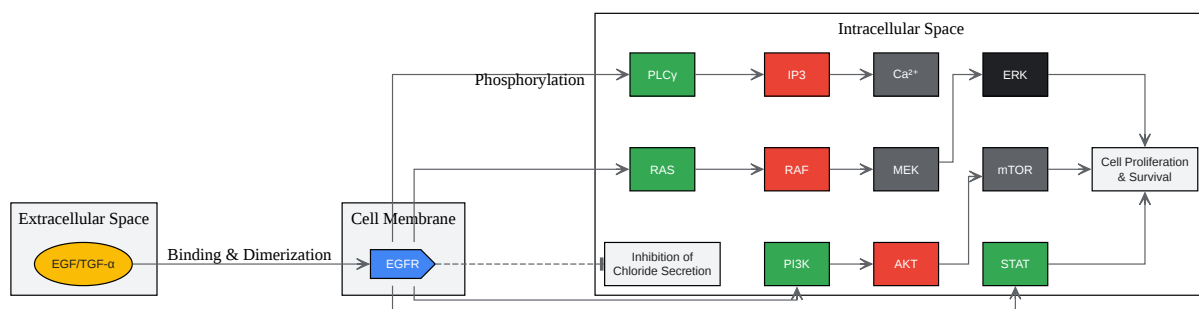 Intracellular Space
Phosphorylation
PLCγ
IP3
Ca²⁺
ERK
RAS
RAF
MEK
mTOR
Cell Proliferation
& Survival
Extracellular Space
EGF/TGF-α
Binding & Dimerization
Cell Membrane
EGFR
Inhibition of
Chloride Secretion
PI3K
AKT
STAT